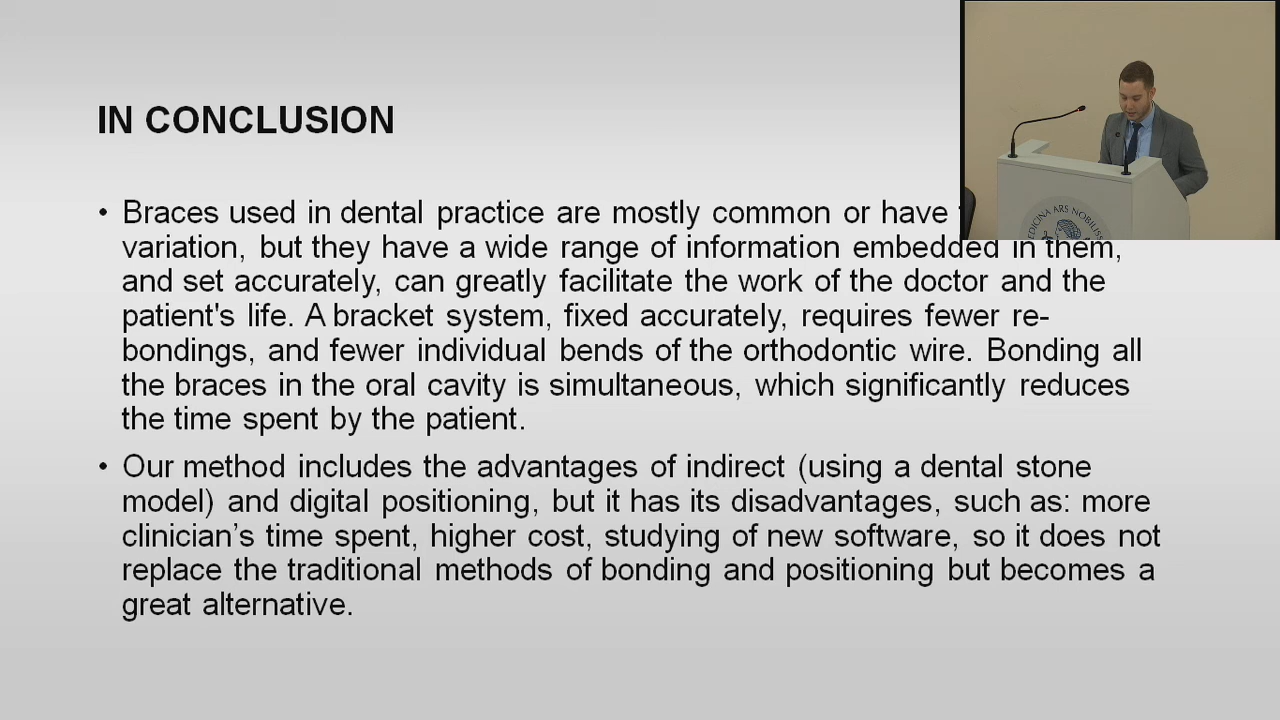 IN CONCLUSION
• Braces used in dental practice are mostly common or have
variation, but they have a wide range of information embedded in them,
and set accurately, can greatly facilitate the work of the doctor and the
patient's life. A bracket system, fixed accurately, requires fewer re-
bondings, and fewer individual bends of the orthodontic wire. Bonding all
the braces in the oral cavity is simultaneous, which significantly reduces
the time spent by the patient.
• Our method includes the advantages of indirect (using a dental stone
model) and digital positioning, but it has its disadvantages, such as: more
clinician’s time spent, higher cost, studying of new software, so it does not
replace the traditional methods of bonding and positioning but becomes a
great alternative.
ARS